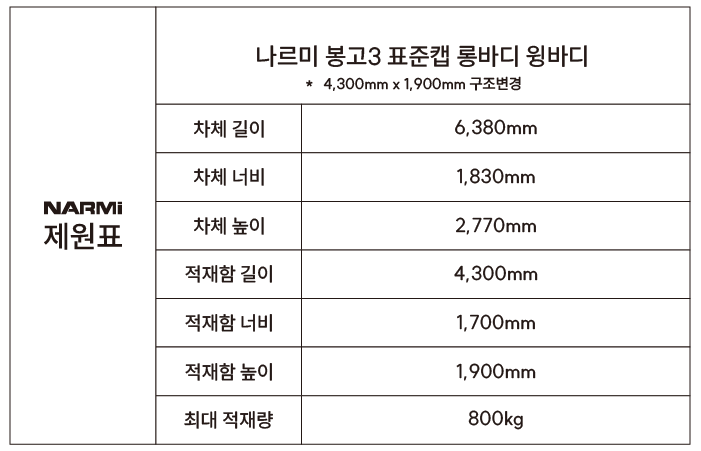 나르미 봉고3 표준캡 롱바디 윙바디
* 4,300mm x 1,900mm 구조변경
NARMi
제원표
차체 길이 6,380mm
차체 너비 1,830mm
차체 높이 2,770mm
적재함 길이 4,300mm
적재함 너비 1,700mm
적재함 높이 1,900mm
최대 적재량 800kg